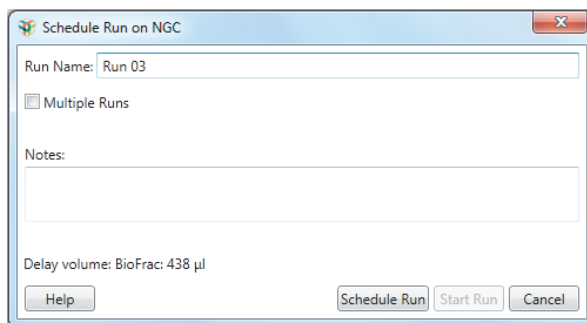 Schedule Run on NGC
Run Name: Run 03
Multiple Runs
Notes:
Delay volume: BioFrac: 438 µl
Help Schedule Run Start Run Cancel